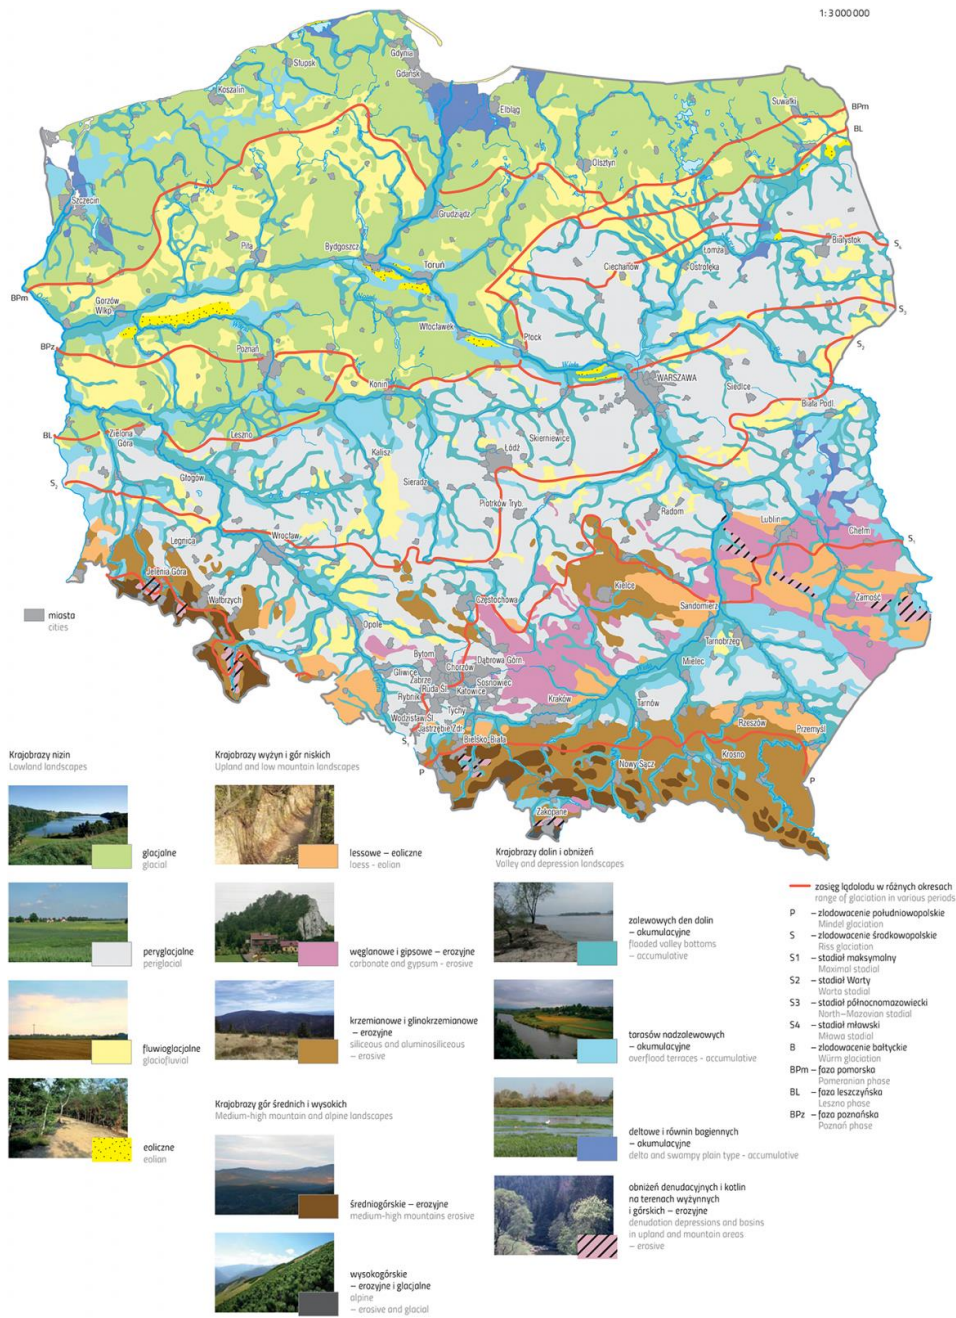 1: 3 000 000
Gdynia
Słupsk
Gdańsk
Koszalin
Elbląg
Suwałki
BPm
BL
Olsztyn
Szczecin
Grudziądz
Piła
Bydgoszcz
Łomża
Białystok
S₄
Toruń
Ciechanów
Ostrołęka
BPm
Gorzów
Wlkp.
S₃
Włocławek
Płock
S₂
BPz
Poznań
Wisła
WARSZAWA
Konin
Siedlce
Biała Podl.
BL
Zielona
Góra
Leszno
Skierniewice
Łódź
Kalisz
Głogów
Sieradz
S₃
Piotrków Tryb.
Radom
Lublin
Chełm
S₁
Wrocław
Legnica
Jelenia Góra
Kielce
Zamość
Wałbrzych
Częstochowa
Sandomierz
miasta
cities
Opole
Tarnobrzeg
Bytom
Dąbrowa Górn.
Mielec
Gliwice
Chorzów
Zabrze
Sosnowiec
Ruda Śl.
Katowice
Rybnik
Kraków
Tarnów
Tychy
Wodzisław Śl.
Rzeszów
Jastrzębie Zdr.
Przemyśl
S₁
Bielsko-Biała
Krosno
Nowy Sącz
P
P
Zakopane
Krajobrazy nizin
Lowland landscapes
glacjalne
glacial
peryglacjalne
periglacial
fluwioglacjalne
glaciofluvial
eoliczne
eolian
Krajobrazy wyżyn i gór niskich
Upland and low mountain landscapes
lessowe – eoliczne
loess - eolian
węglanowe i gipsowe – erozyjne
carbonate and gypsum - erosive
krzemianowe i glinokrzemianowe
– erozyjne
siliceous and aluminosiliceous
– erosive
Krajobrazy gór średnich i wysokich
Medium-high mountain and alpine landscapes
średniogórskie – erozyjne
medium-high mountains erosive
wysokogórskie
– erozyjne i glacjalne
alpine
– erosive and glacial
Krajobrazy dolin i obniżeń
Valley and depression landscapes
zalewowych den dolin
– akumulacyjne
flooded valley bottoms
– accumulative
tarasów nadzalewowych
– akumulacyjne
overflood terraces - accumulative
deltowe i równin bagiennych
– akumulacyjne
delta and swampy plain type - accumulative
obniżeń denudacyjnych i kotlin
na terenach wyżynnych
i górskich – erozyjne
denudation depressions and basins
in upland and mountain areas
– erosive
zasięg lądolodu w różnych okresach
range of glaciation in various periods
P – zlodowacenie południowopolskie
Mindel glaciation
S – zlodowacenie środkowopolskie
Riss glaciation
S1 – stadiał maksymalny
Maximal stadial
S2 – stadiał Warty
Warta stadial
S3 – stadiał północnomazowiecki
North–Mazovian stadial
S4 – stadiał mławski
Mława stadial
B – zlodowacenie bałtyckie
Würm glaciation
BPm – faza pomorska
Pomeranian phase
BL – faza leszczyńska
Leszno phase
BPz – faza poznańska
Poznań phase